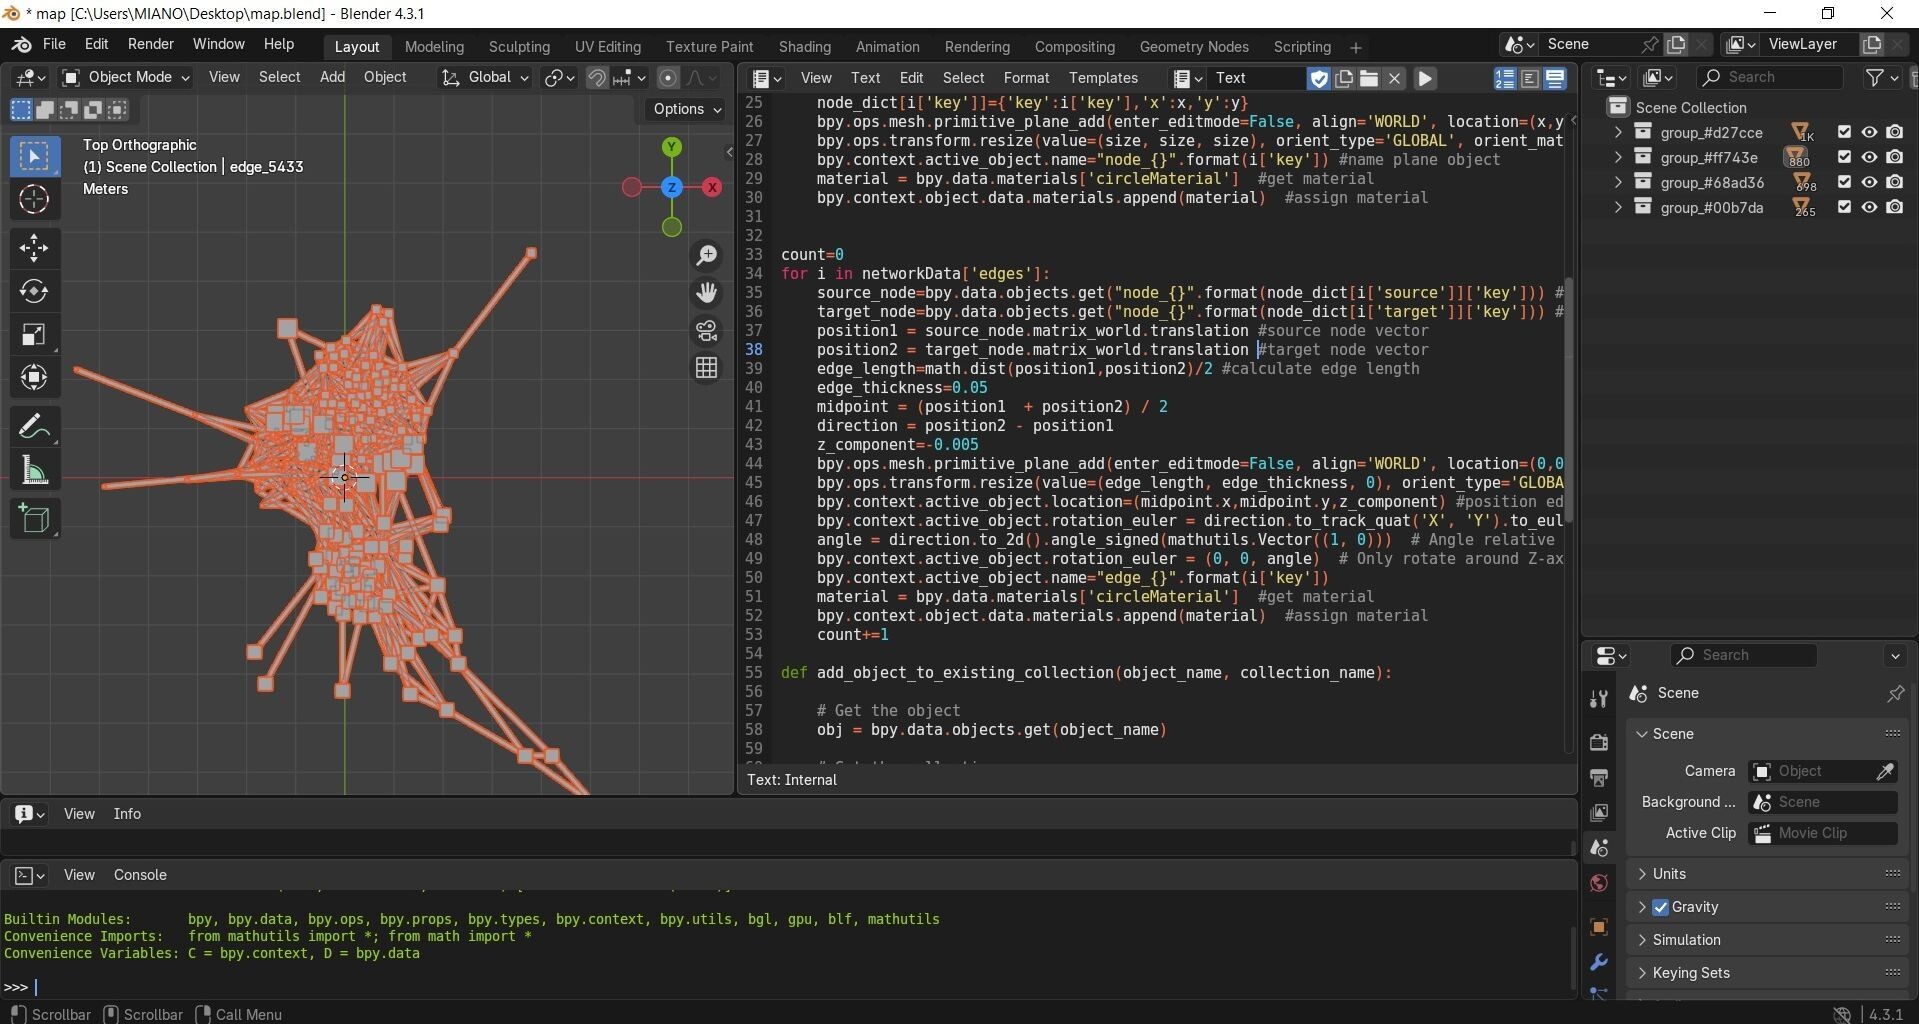 * map [C:\Users\MIANO\Desktop\map.blend] - Blender 4.3.1
File Edit Render Window Help
Layout Modeling Sculpting UV Editing Texture Paint Shading Animation Rendering Compositing Geometry Nodes Scripting +
Scene
ViewLayer
Object Mode View Select Add Object Global
Options
Top Orthographic
(1) Scene Collection | edge_5433
Meters
Y
Z
X
View Text Edit Select Format Templates Text
25 node_dict[i['key']]={'key':i['key'],'x':x,'y':y}
26 bpy.ops.mesh.primitive_plane_add(enter_editmode=False, align='WORLD', location=(x,y
27 bpy.ops.transform.resize(value=(size, size, size), orient_type='GLOBAL', orient_mat
28 bpy.context.active_object.name="node_{}".format(i['key']) #name plane object
29 material = bpy.data.materials['circleMaterial']  #get material
30 bpy.context.object.data.materials.append(material)  #assign material
31
32
33 count=0
34 for i in networkData['edges']:
35 source_node=bpy.data.objects.get("node_{}".format(node_dict[i['source']]['key'])) #
36 target_node=bpy.data.objects.get("node_{}".format(node_dict[i['target']]['key'])) #
37 position1 = source_node.matrix_world.translation #source node vector
38 position2 = target_node.matrix_world.translation #target node vector
39 edge_length=math.dist(position1,position2)/2 #calculate edge length
40 edge_thickness=0.05
41 midpoint = (position1  + position2) / 2
42 direction = position2 - position1
43 z_component=-0.005
44 bpy.ops.mesh.primitive_plane_add(enter_editmode=False, align='WORLD', location=(0,0
45 bpy.ops.transform.resize(value=(edge_length, edge_thickness, 0), orient_type='GLOBA
46 bpy.context.active_object.location=(midpoint.x,midpoint.y,z_component) #position ed
47 bpy.context.active_object.rotation_euler = direction.to_track_quat('X', 'Y').to_eul
48 angle = direction.to_2d().angle_signed(mathutils.Vector((1, 0)))  # Angle relative
49 bpy.context.active_object.rotation_euler = (0, 0, angle)  # Only rotate around Z-ax
50 bpy.context.active_object.name="edge_{}".format(i['key'])
51 material = bpy.data.materials['circleMaterial']  #get material
52 bpy.context.object.data.materials.append(material)  #assign material
53 count+=1
54
55 def add_object_to_existing_collection(object_name, collection_name):
56
57 # Get the object
58 obj = bpy.data.objects.get(object_name)
59
Text: Internal
Search
Scene Collection
group_#d27cce 1K
group_#ff743e 880
group_#68ad36 698
group_#00b7da 265
Search
Scene
Scene
Camera Object
Background ... Scene
Active Clip Movie Clip
Units
Gravity
Simulation
Keying Sets
View Info
View Console
Builtin Modules: bpy, bpy.data, bpy.ops, bpy.props, bpy.types, bpy.context, bpy.utils, bgl, gpu, blf, mathutils
Convenience Imports: from mathutils import *; from math import *
Convenience Variables: C = bpy.context, D = bpy.data
>>>
Scrollbar Scrollbar Call Menu
4.3.1